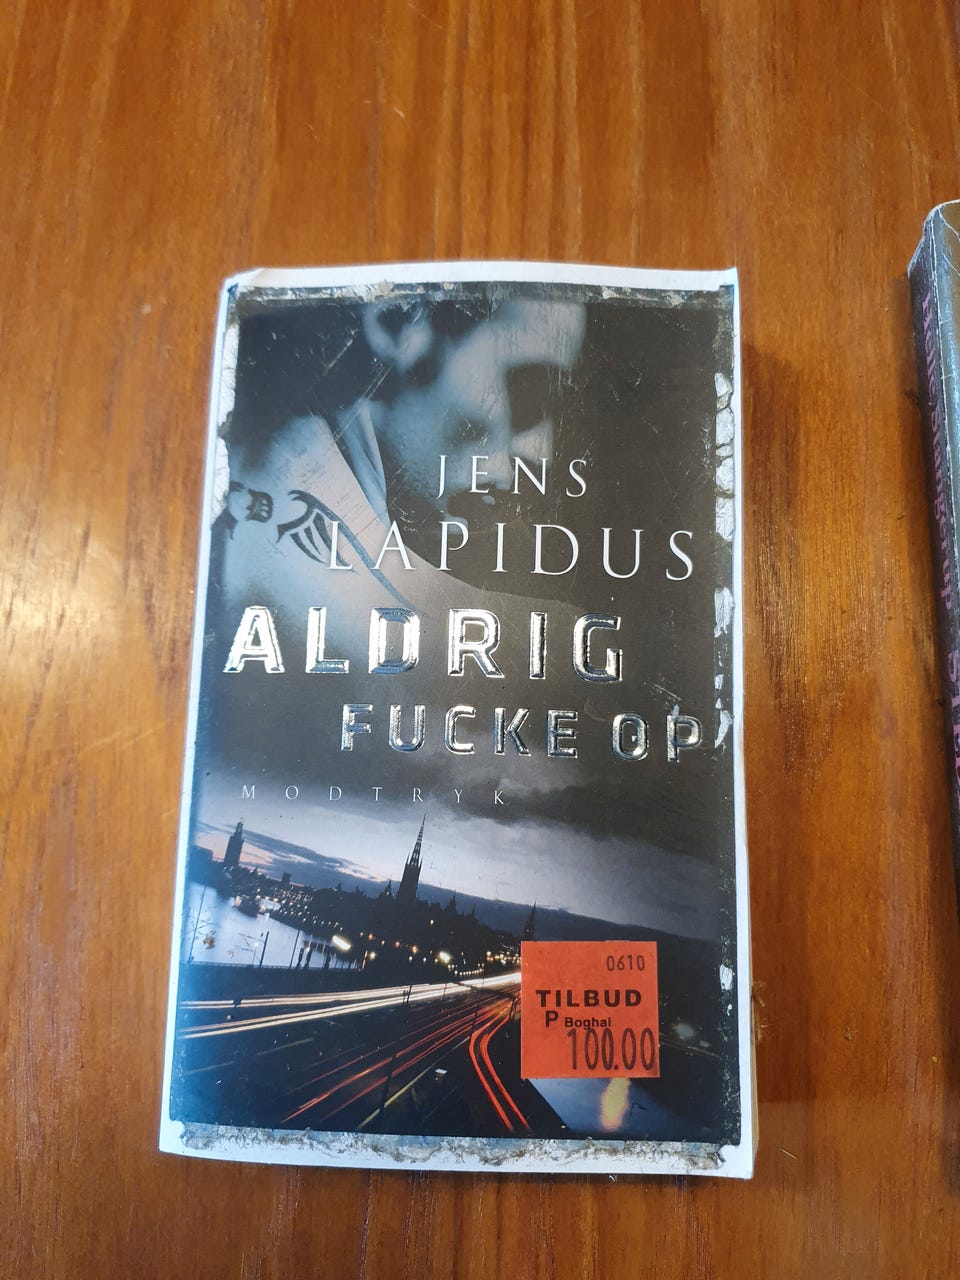 JENS
LAPIDUS
ALDRIG
FUCKE OP
MODTRYK
0610
TILBUD
P Boghal
100.00